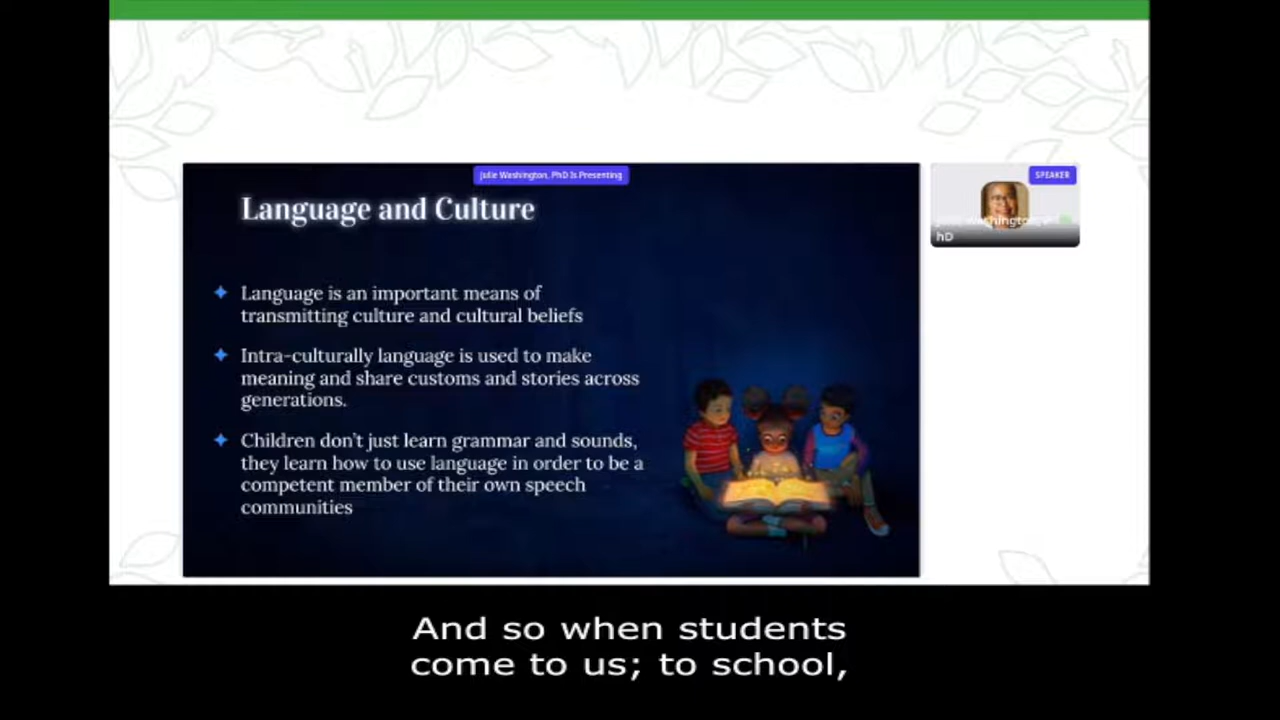 Julie Washington, PhD Is Presenting
SPEAKER
Language and Culture
hD
Language is an important means of
transmitting culture and cultural beliefs
Intra-culturally language is used to make
meaning and share customs and stories across
generations.
Children don't just learn grammar and sounds,
they learn how to use language in order to be a
competent member of their own speech
communities
And so when students
come to us; to school,